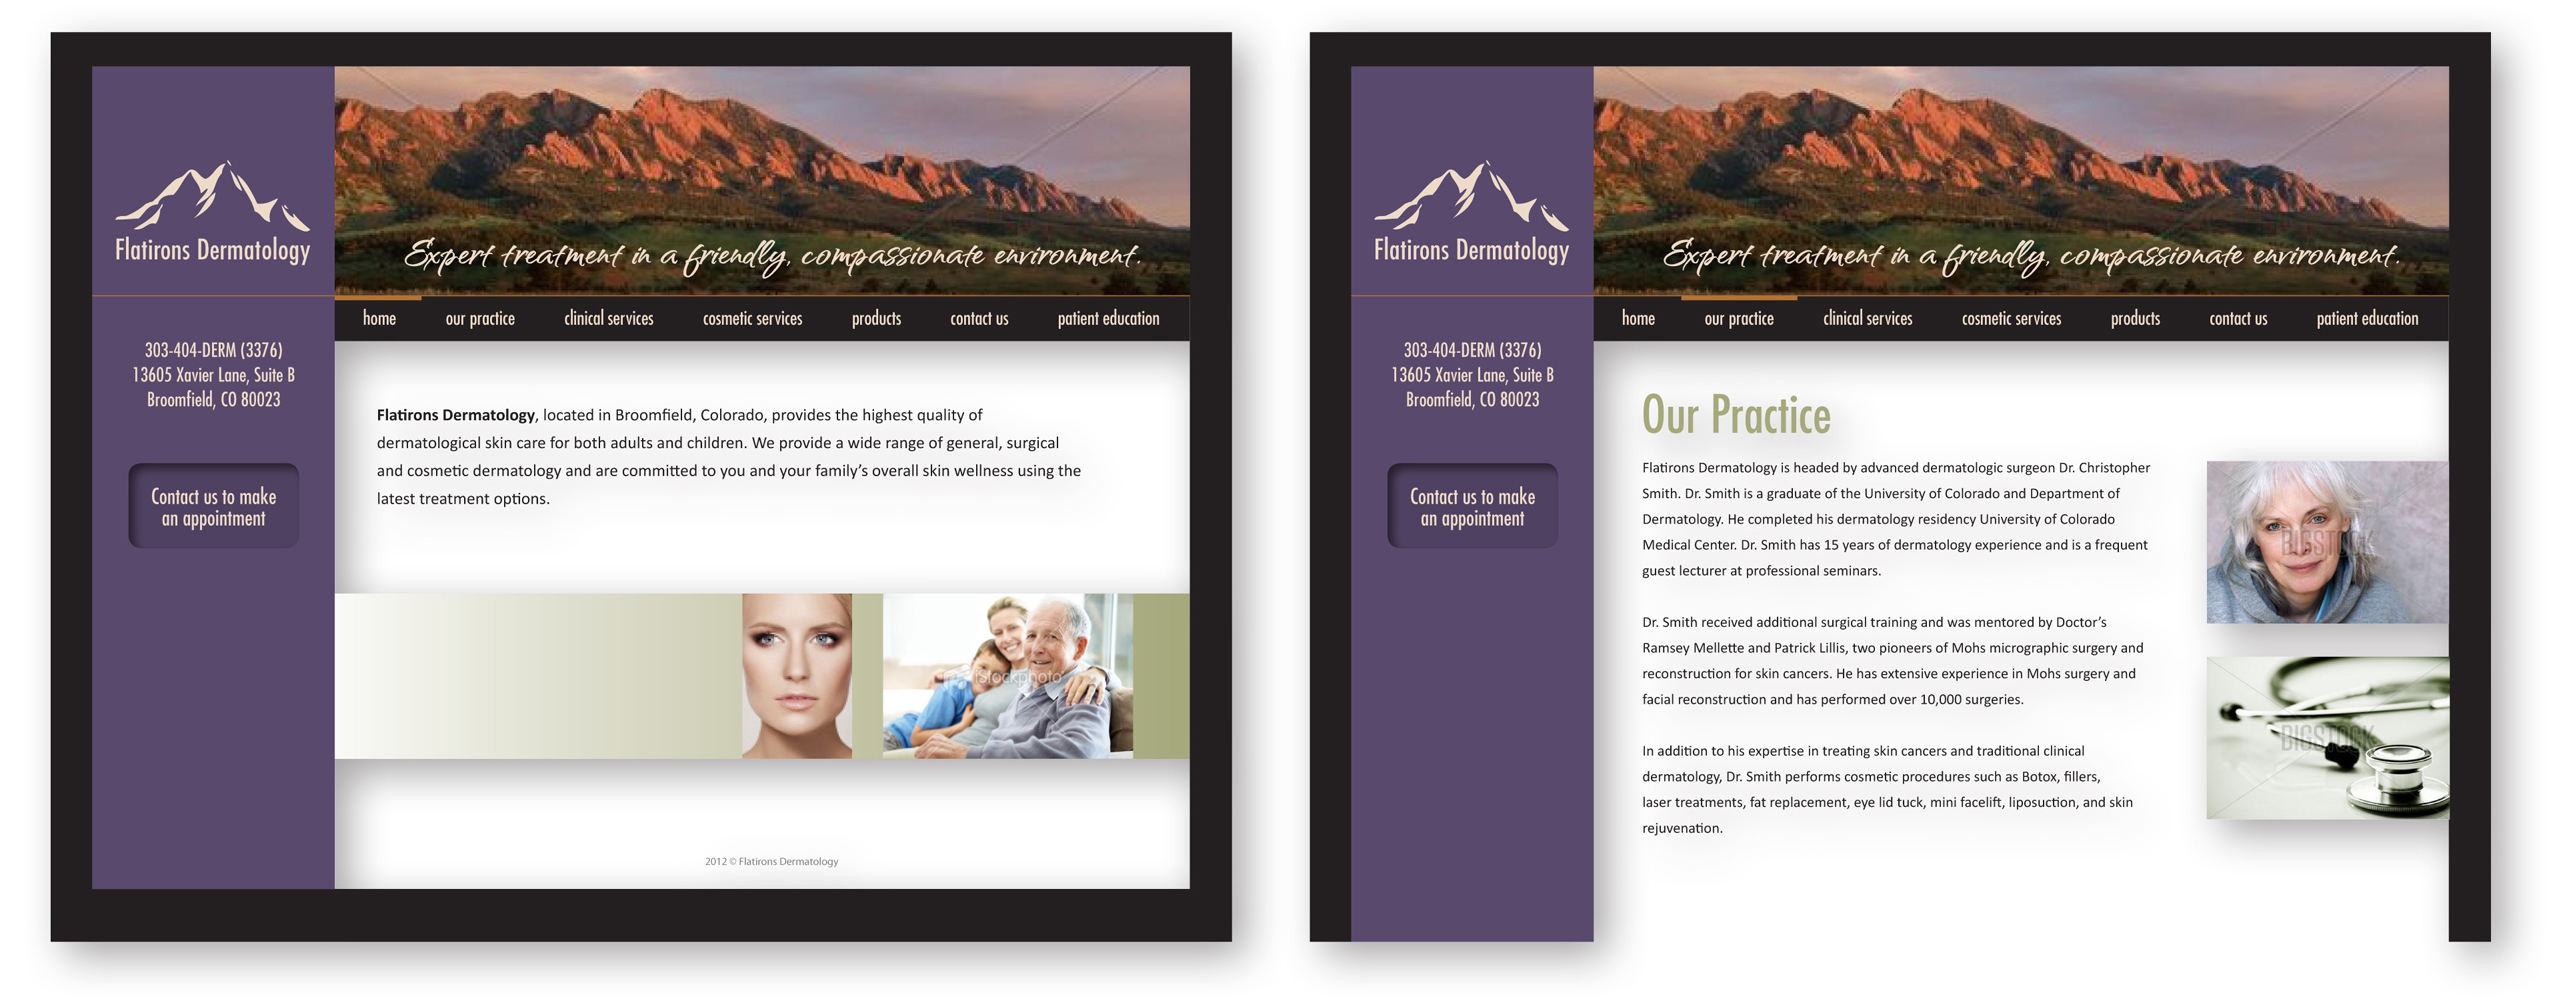 Flatirons Dermatology
Expert treatment in a friendly, compassionate environment.
home our practice clinical services cosmetic services products contact us patient education
303-404-DERM (3376)
13605 Xavier Lane, Suite B
Broomfield, CO 80023
Contact us to make
an appointment
Flatirons Dermatology, located in Broomfield, Colorado, provides the highest quality of
dermatological skin care for both adults and children. We provide a wide range of general, surgical
and cosmetic dermatology and are committed to you and your family's overall skin wellness using the
latest treatment options.
iStockphoto
2012 © Flatirons Dermatology
Flatirons Dermatology
Expert treatment in a friendly, compassionate environment.
home our practice clinical services cosmetic services products contact us patient education
303-404-DERM (3376)
13605 Xavier Lane, Suite B
Broomfield, CO 80023
Contact us to make
an appointment
Our Practice
Flatirons Dermatology is headed by advanced dermatologic surgeon Dr. Christopher
Smith. Dr. Smith is a graduate of the University of Colorado and Department of
Dermatology. He completed his dermatology residency University of Colorado
Medical Center. Dr. Smith has 15 years of dermatology experience and is a frequent
guest lecturer at professional seminars.
Dr. Smith received additional surgical training and was mentored by Doctor's
Ramsey Mellette and Patrick Lillis, two pioneers of Mohs micrographic surgery and
reconstruction for skin cancers. He has extensive experience in Mohs surgery and
facial reconstruction and has performed over 10,000 surgeries.
In addition to his expertise in treating skin cancers and traditional clinical
dermatology, Dr. Smith performs cosmetic procedures such as Botox, fillers,
laser treatments, fat replacement, eye lid tuck, mini facelift, liposuction, and skin
rejuvenation.
BIGSTOCK
BIGSTOCK